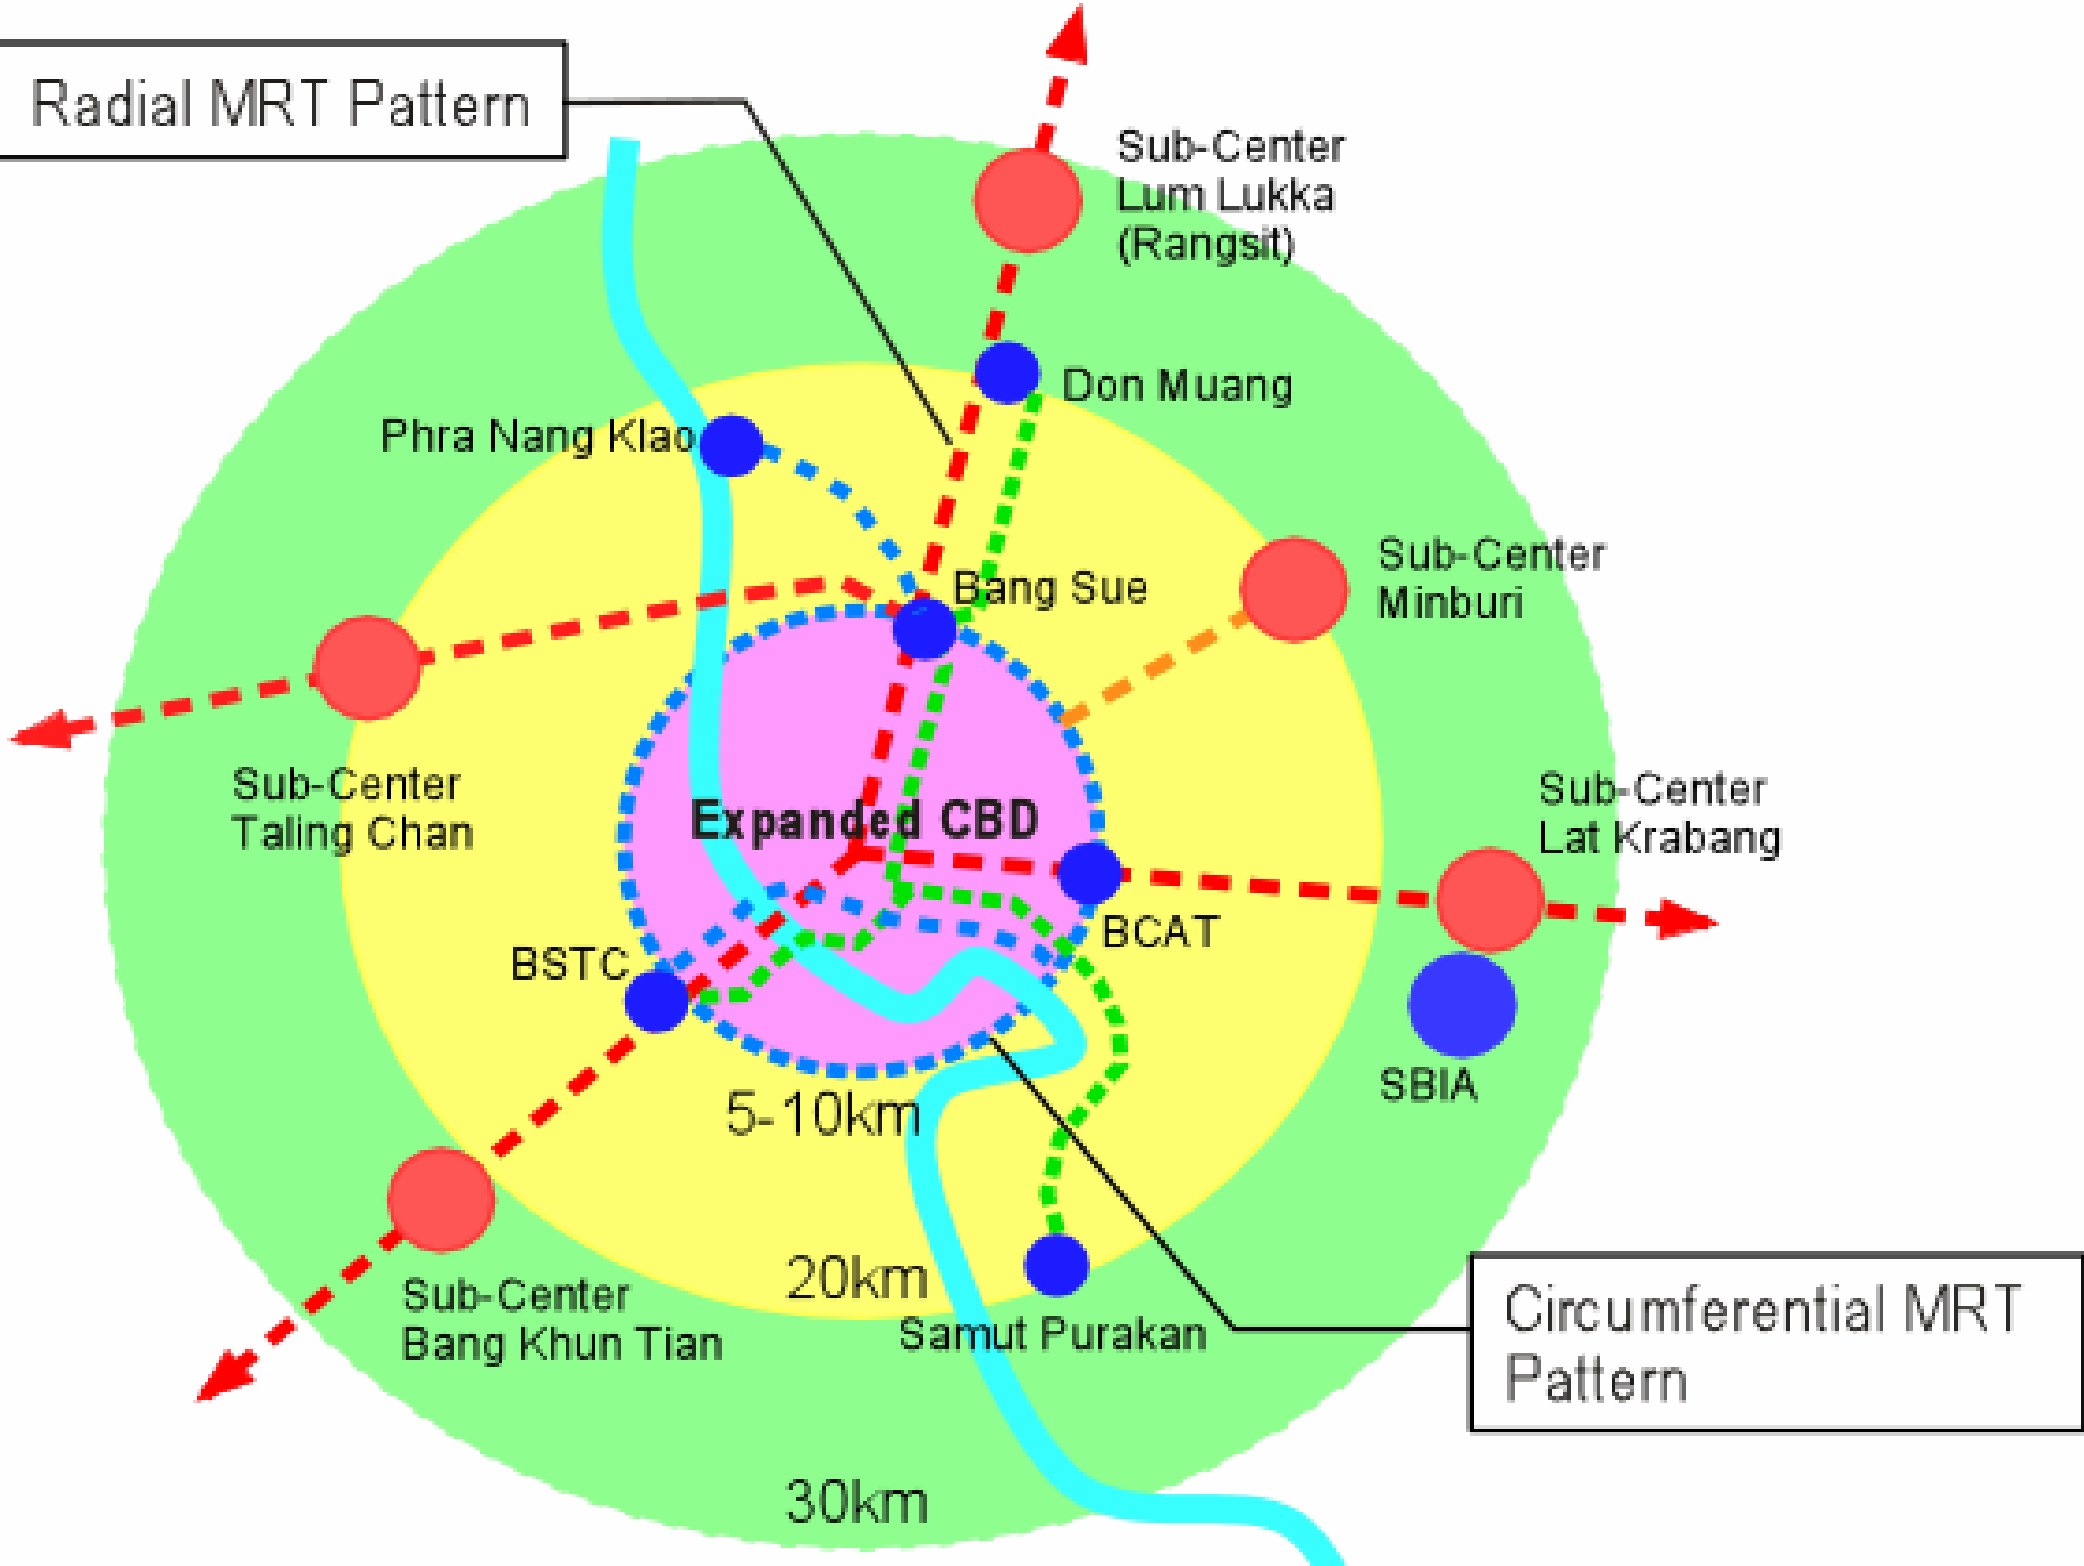 Radial MRT Pattern
Sub-Center
Lum Lukka
(Rangsit)
Don Muang
Phra Nang Klao
Bang Sue
Sub-Center
Minburi
Sub-Center
Taling Chan
Expanded CBD
Sub-Center
Lat Krabang
BCAT
BSTC
SBIA
5-10km
20km
Samut Purakan
Sub-Center
Bang Khun Tian
Circumferential MRT
Pattern
30km